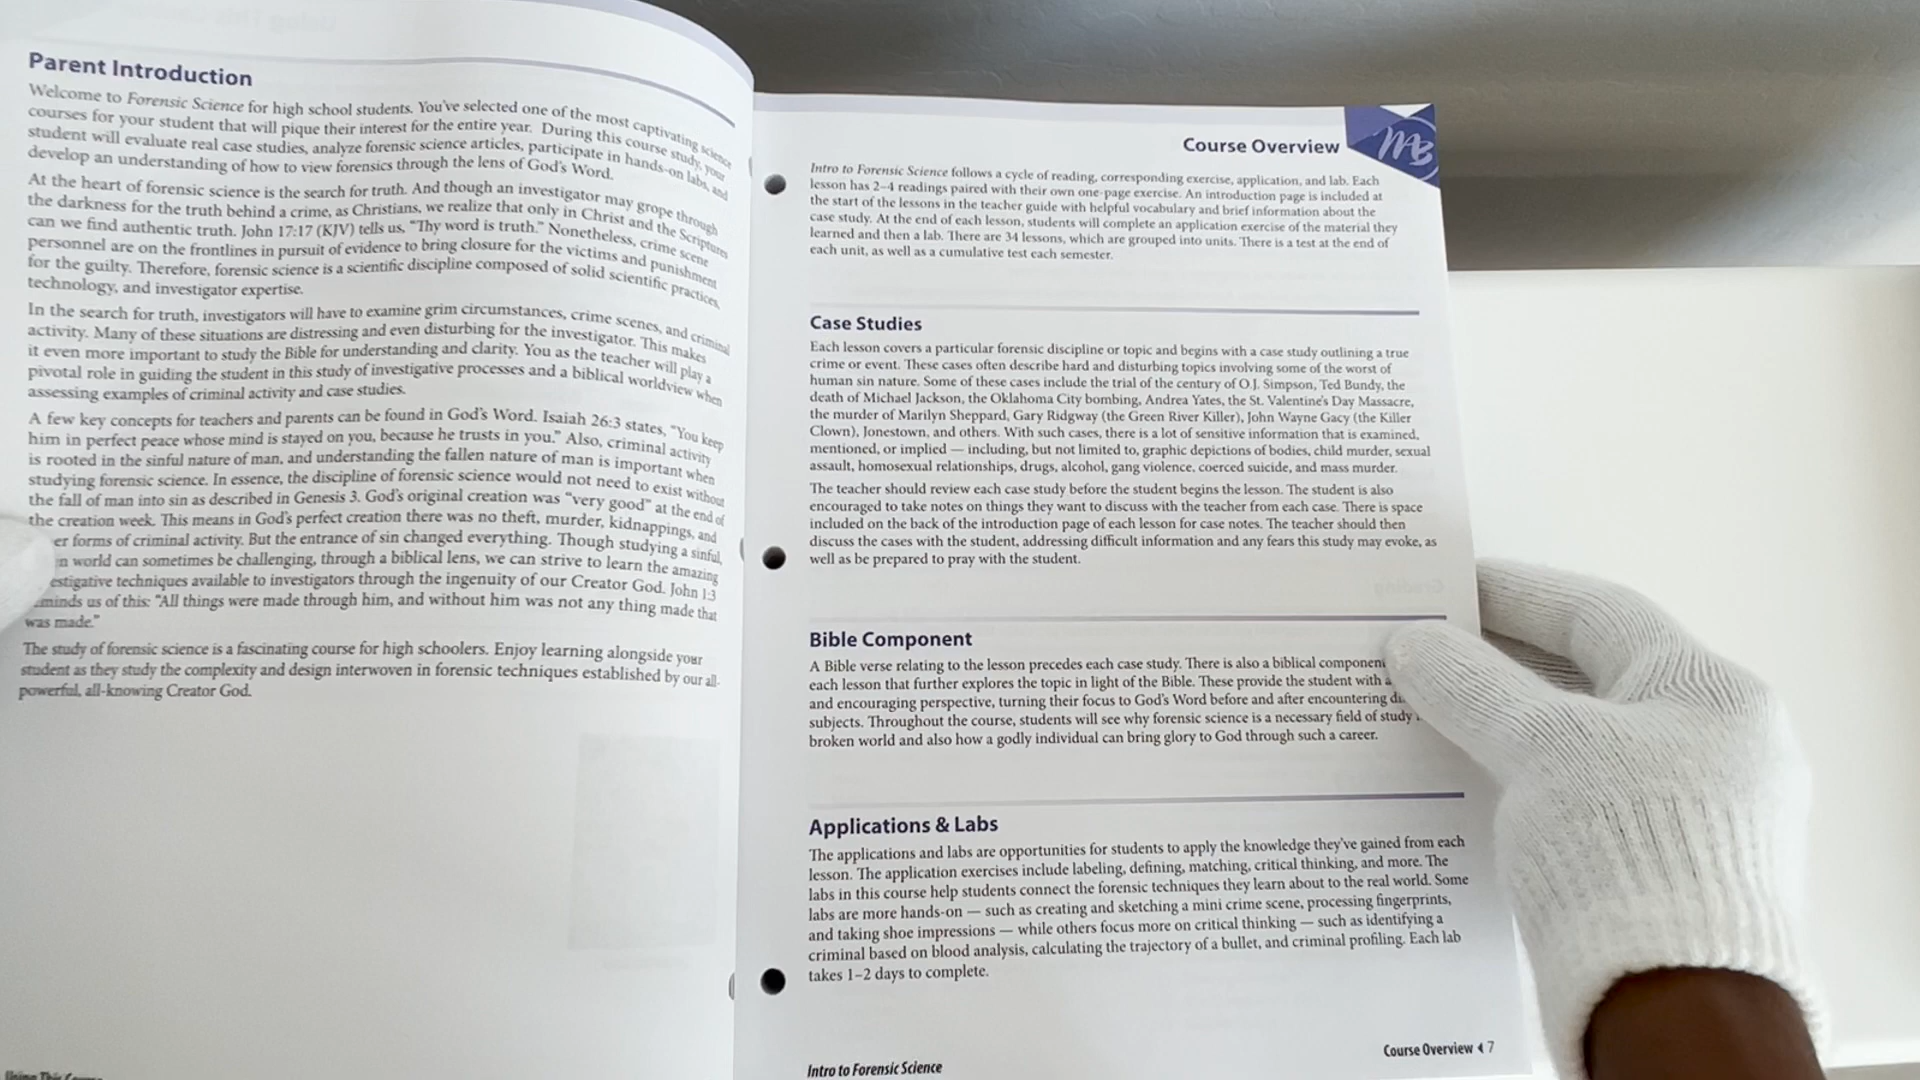 Parent Introduction
Welcome to Forensic Science for high school students. You've selected one of the most captivating science
courses for your student that will pique their interest for the entire year. During this course study, your
student will evaluate real case studies, analyze forensic science articles, participate in hands-on labs, and
develop an understanding of how to view forensics through the lens of God's Word.
At the heart of forensic science is the search for truth. And though an investigator may grope through
the darkness for the truth behind a crime, as Christians, we realize that only in Christ and the Scriptures
can we find authentic truth. John 17:17 (KJV) tells us, "Thy word is truth." Nonetheless, crime scene
personnel are on the frontlines in pursuit of evidence to bring closure for the victims and punishment
for the guilty. Therefore, forensic science is a scientific discipline composed of solid scientific practices,
technology, and investigator expertise.
In the search for truth, investigators will have to examine grim circumstances, crime scenes, and criminal
activity. Many of these situations are distressing and even disturbing for the investigator. This makes
it even more important to study the Bible for understanding and clarity. You as the teacher will play a
pivotal role in guiding the student in this study of investigative processes and a biblical worldview when
assessing examples of criminal activity and case studies.
A few key concepts for teachers and parents can be found in God's Word. Isaiah 26:3 states, "You keep
him in perfect peace whose mind is stayed on you, because he trusts in you." Also, criminal activity
is rooted in the sinful nature of man, and understanding the fallen nature of man is important when
studying forensic science. In essence, the discipline of forensic science would not need to exist without
the fall of man into sin as described in Genesis 3. God's original creation was "very good" at the end of
the creation week. This means in God's perfect creation there was no theft, murder, kidnappings, and
er forms of criminal activity. But the entrance of sin changed everything. Though studying a sinful,
n world can sometimes be challenging, through a biblical lens, we can strive to learn the amazing
estigative techniques available to investigators through the ingenuity of our Creator God. John 1:3
minds us of this: "All things were made through him, and without him was not any thing made that
was made."
The study of forensic science is a fascinating course for high schoolers. Enjoy learning alongside your
student as they study the complexity and design interwoven in forensic techniques established by our all-
powerful, all-knowing Creator God.
Course Overview
MB
Intro to Forensic Science follows a cycle of reading, corresponding exercise, application, and lab. Each
lesson has 2–4 readings paired with their own one-page exercise. An introduction page is included at
the start of the lessons in the teacher guide with helpful vocabulary and brief information about the
case study. At the end of each lesson, students will complete an application exercise of the material they
learned and then a lab. There are 34 lessons, which are grouped into units. There is a test at the end of
each unit, as well as a cumulative test each semester.
Case Studies
Each lesson covers a particular forensic discipline or topic and begins with a case study outlining a true
crime or event. These cases often describe hard and disturbing topics involving some of the worst of
human sin nature. Some of these cases include the trial of the century of O.J. Simpson, Ted Bundy, the
death of Michael Jackson, the Oklahoma City bombing, Andrea Yates, the St. Valentine's Day Massacre,
the murder of Marilyn Sheppard, Gary Ridgway (the Green River Killer), John Wayne Gacy (the Killer
Clown), Jonestown, and others. With such cases, there is a lot of sensitive information that is examined,
mentioned, or implied — including, but not limited to, graphic depictions of bodies, child murder, sexual
assault, homosexual relationships, drugs, alcohol, gang violence, coerced suicide, and mass murder.
The teacher should review each case study before the student begins the lesson. The student is also
encouraged to take notes on things they want to discuss with the teacher from each case. There is space
included on the back of the introduction page of each lesson for case notes. The teacher should then
discuss the cases with the student, addressing difficult information and any fears this study may evoke, as
well as be prepared to pray with the student.
Bible Component
A Bible verse relating to the lesson precedes each case study. There is also a biblical component
each lesson that further explores the topic in light of the Bible. These provide the student with a
and encouraging perspective, turning their focus to God's Word before and after encountering
subjects. Throughout the course, students will see why forensic science is a necessary field of study
broken world and also how a godly individual can bring glory to God through such a career.
Applications & Labs
The applications and labs are opportunities for students to apply the knowledge they've gained from each
lesson. The application exercises include labeling, defining, matching, critical thinking, and more. The
labs in this course help students connect the forensic techniques they learn about to the real world. Some
labs are more hands-on — such as creating and sketching a mini crime scene, processing fingerprints,
and taking shoe impressions — while others focus more on critical thinking — such as identifying a
criminal based on blood analysis, calculating the trajectory of a bullet, and criminal profiling. Each lab
takes 1–2 days to complete.
Course Overview 7
Intro to Forensic Science